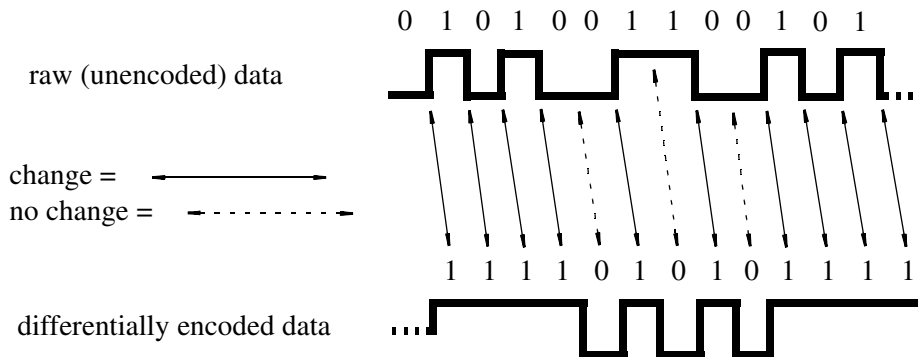 0 1 0 1 0 0 1 1 0 0 1 0 1
raw (unencoded) data
change =
no change =
1 1 1 1 0 1 0 1 0 1 1 1 1
differentially encoded data